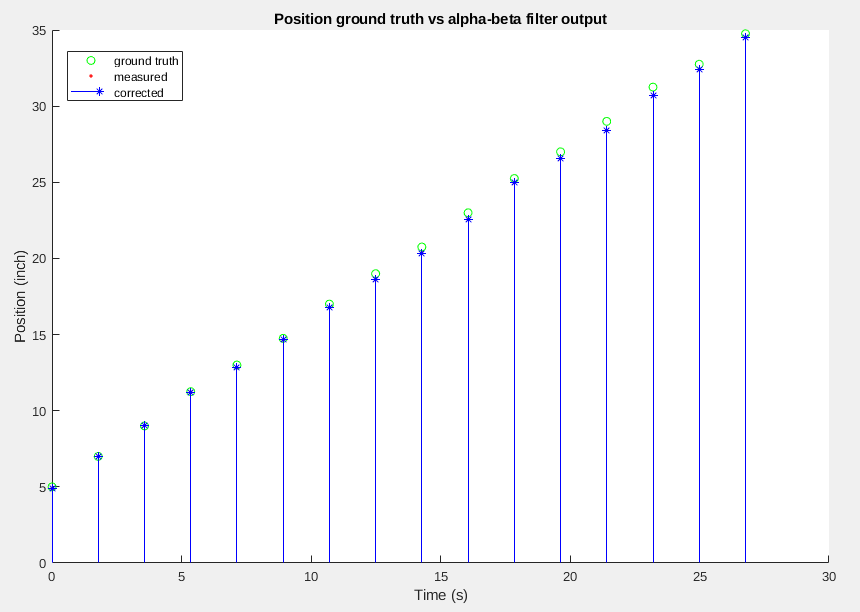 Position ground truth vs alpha-beta filter output
ground truth
measured
corrected
35
30
25
20
15
10
5
0
Position (inch)
0 5 10 15 20 25 30
Time (s)